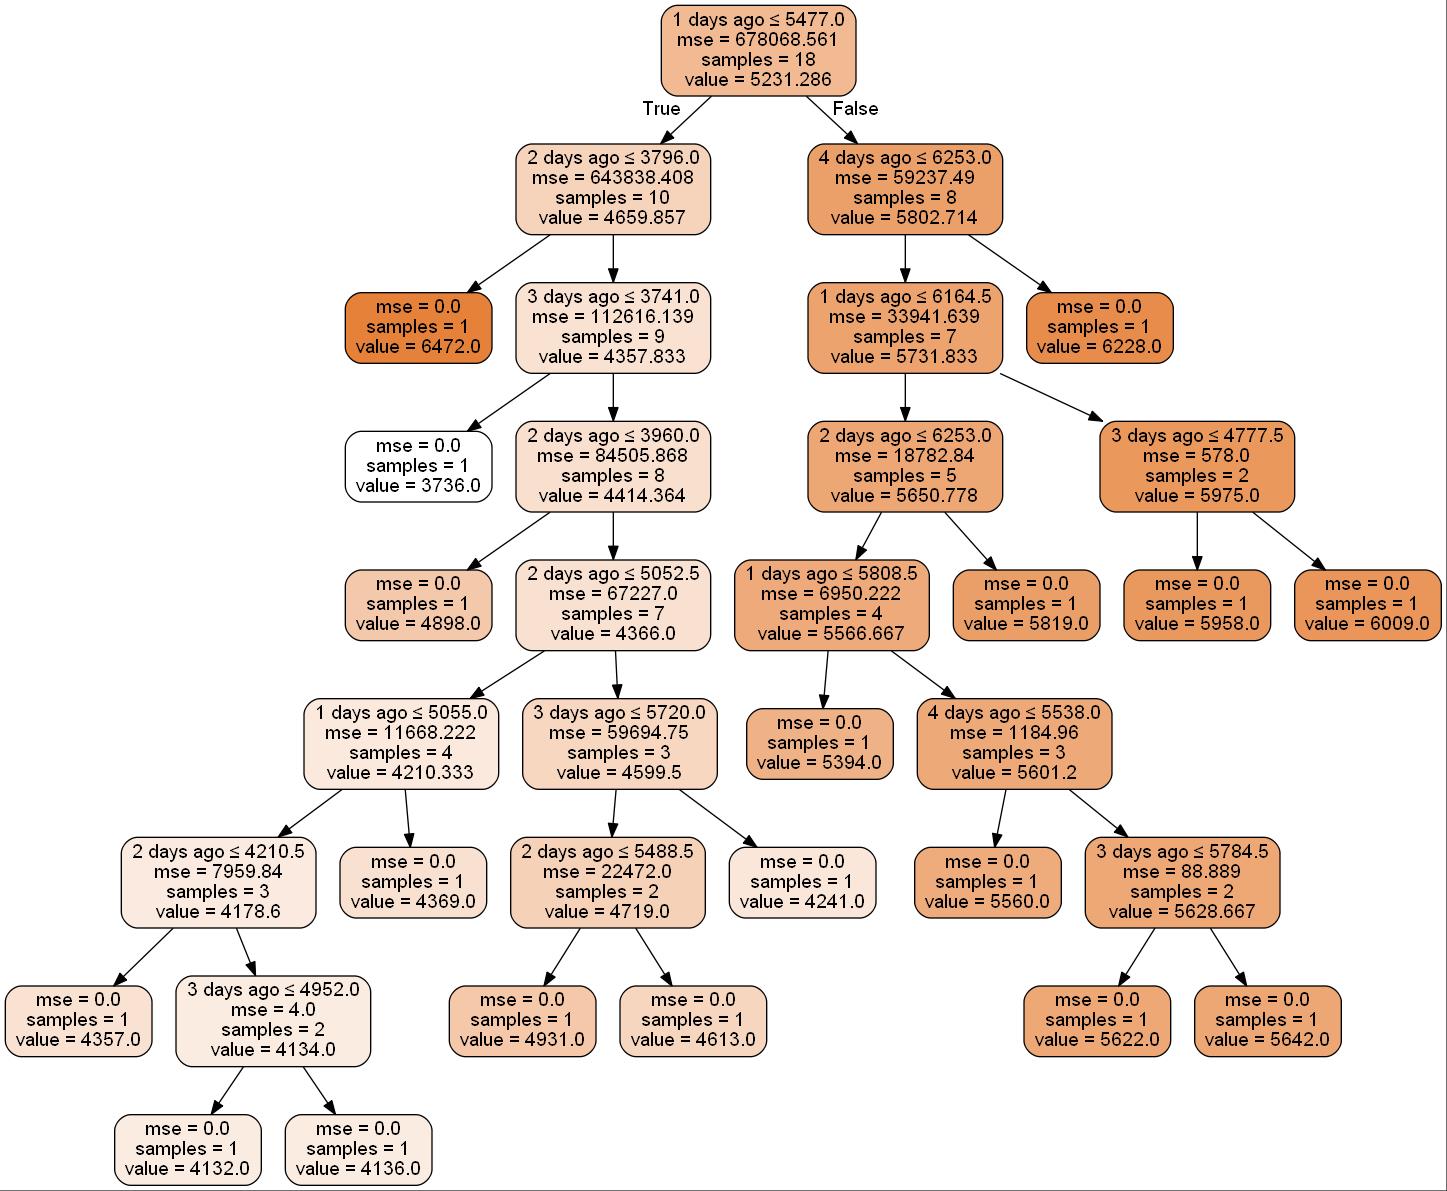 1 days ago ≤ 5477.0
mse = 678068.561
samples = 18
value = 5231.286
True
False
2 days ago ≤ 3796.0
mse = 643838.408
samples = 10
value = 4659.857
4 days ago ≤ 6253.0
mse = 59237.49
samples = 8
value = 5802.714
mse = 0.0
samples = 1
value = 6472.0
3 days ago ≤ 3741.0
mse = 112616.139
samples = 9
value = 4357.833
1 days ago ≤ 6164.5
mse = 33941.639
samples = 7
value = 5731.833
mse = 0.0
samples = 1
value = 6228.0
mse = 0.0
samples = 1
value = 3736.0
2 days ago ≤ 3960.0
mse = 84505.868
samples = 8
value = 4414.364
2 days ago ≤ 6253.0
mse = 18782.84
samples = 5
value = 5650.778
3 days ago ≤ 4777.5
mse = 578.0
samples = 2
value = 5975.0
mse = 0.0
samples = 1
value = 4898.0
2 days ago ≤ 5052.5
mse = 67227.0
samples = 7
value = 4366.0
1 days ago ≤ 5808.5
mse = 6950.222
samples = 4
value = 5566.667
mse = 0.0
samples = 1
value = 5819.0
mse = 0.0
samples = 1
value = 5958.0
mse = 0.0
samples = 1
value = 6009.0
1 days ago ≤ 5055.0
mse = 11668.222
samples = 4
value = 4210.333
3 days ago ≤ 5720.0
mse = 59694.75
samples = 3
value = 4599.5
mse = 0.0
samples = 1
value = 5394.0
4 days ago ≤ 5538.0
mse = 1184.96
samples = 3
value = 5601.2
2 days ago ≤ 4210.5
mse = 7959.84
samples = 3
value = 4178.6
mse = 0.0
samples = 1
value = 4369.0
2 days ago ≤ 5488.5
mse = 22472.0
samples = 2
value = 4719.0
mse = 0.0
samples = 1
value = 4241.0
mse = 0.0
samples = 1
value = 5560.0
3 days ago ≤ 5784.5
mse = 88.889
samples = 2
value = 5628.667
mse = 0.0
samples = 1
value = 4357.0
3 days ago ≤ 4952.0
mse = 4.0
samples = 2
value = 4134.0
mse = 0.0
samples = 1
value = 4931.0
mse = 0.0
samples = 1
value = 4613.0
mse = 0.0
samples = 1
value = 5622.0
mse = 0.0
samples = 1
value = 5642.0
mse = 0.0
samples = 1
value = 4132.0
mse = 0.0
samples = 1
value = 4136.0